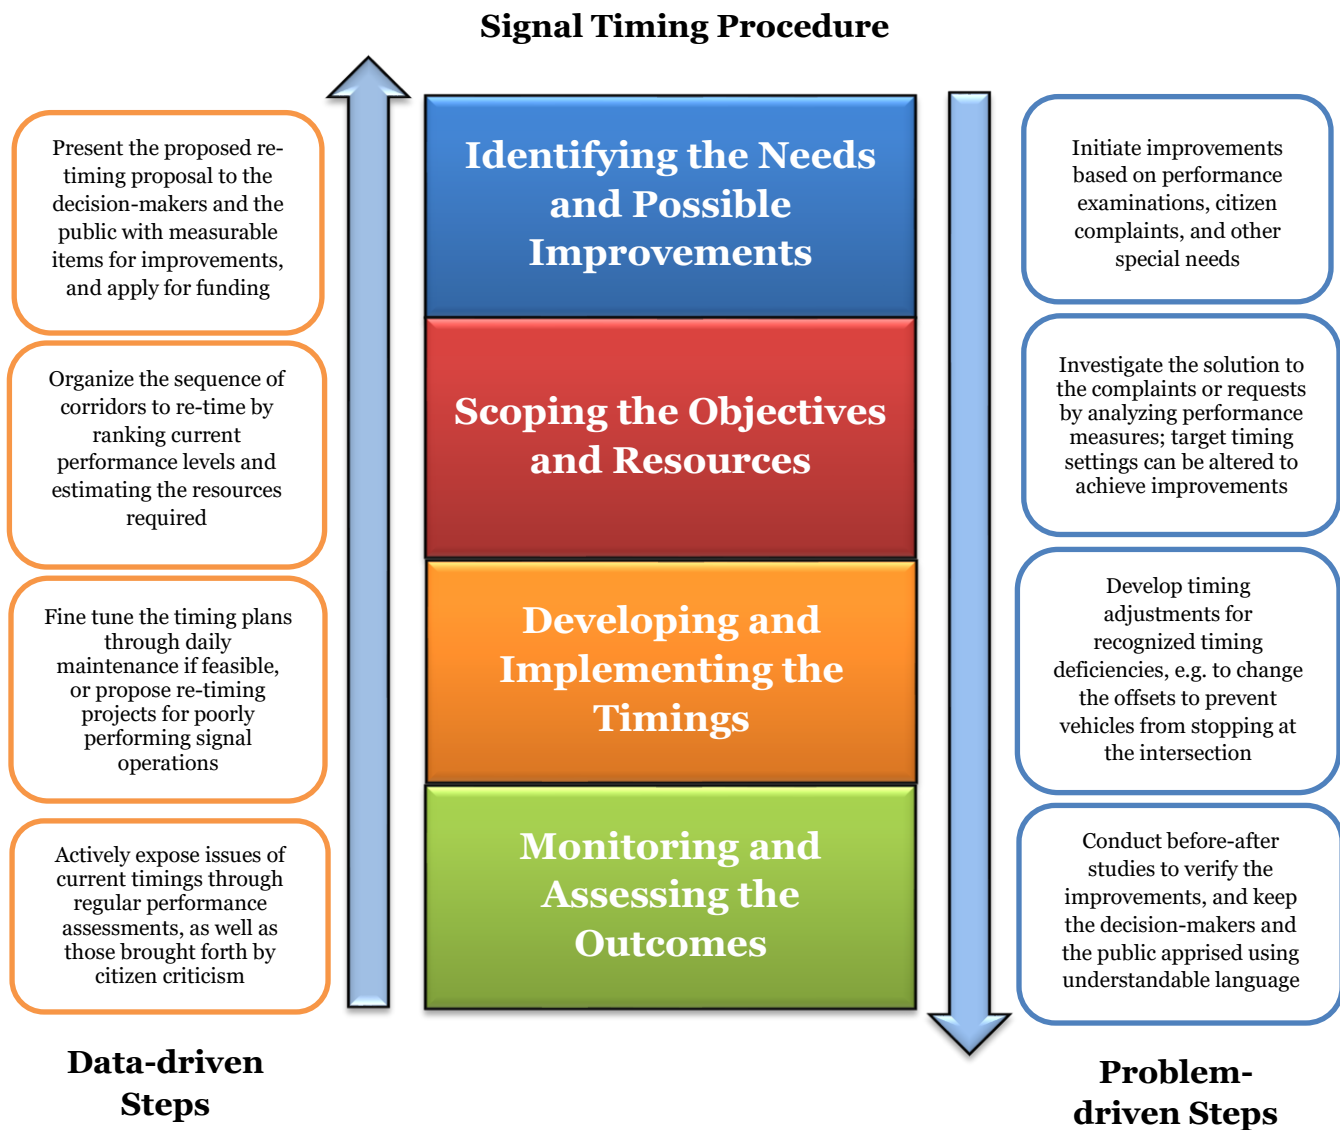 Signal Timing Procedure
Present the proposed re-
timing proposal to the
decision-makers and the
public with measurable
items for improvements,
and apply for funding
Identifying the Needs
and Possible
Improvements
Initiate improvements
based on performance
examinations, citizen
complaints, and other
special needs
Organize the sequence of
corridors to re-time by
ranking current
performance levels and
estimating the resources
required
Scoping the Objectives
and Resources
Investigate the solution to
the complaints or requests
by analyzing performance
measures; target timing
settings can be altered to
achieve improvements
Fine tune the timing plans
through daily
maintenance if feasible,
or propose re-timing
projects for poorly
performing signal
operations
Developing and
Implementing the
Timings
Develop timing
adjustments for
recognized timing
deficiencies, e.g. to change
the offsets to prevent
vehicles from stopping at
the intersection
Actively expose issues of
current timings through
regular performance
assessments, as well as
those brought forth by
citizen criticism
Monitoring and
Assessing the
Outcomes
Conduct before-after
studies to verify the
improvements, and keep
the decision-makers and
the public apprised using
understandable language
Data-driven
Steps
Problem-
driven Steps